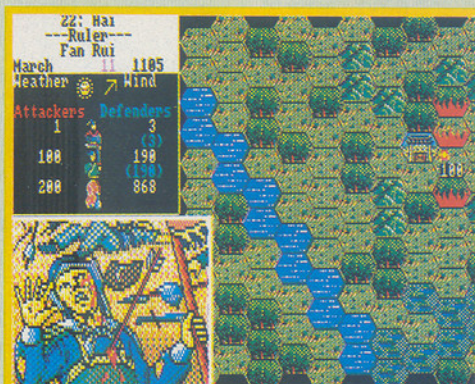 22: Hai
---Ruler---
Fan Rui
March 11 1105
Weather Wind
Attackers Defenders
1 3
(3)
100 190
(190)
200 868
100